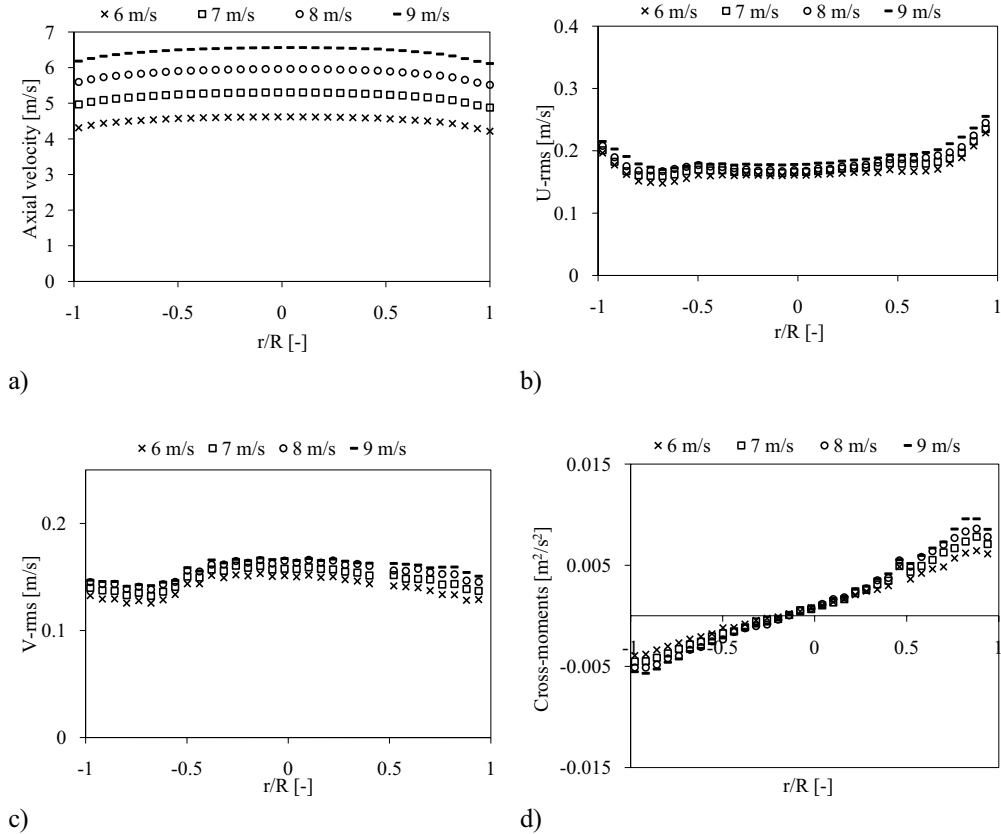 6 m/s 7 m/s 8 m/s 9 m/s
7
6
5
4
3
2
1
0
Axial velocity [m/s]
-1 -0.5 0 0.5 1
r/R [-]
a)
6 m/s 7 m/s 8 m/s 9 m/s
0.4
0.3
0.2
0.1
0
U-rms [m/s]
-1 -0.5 0 0.5 1
r/R [-]
b)
6 m/s 7 m/s 8 m/s 9 m/s
0.2
0.1
0
V-rms [m/s]
-1 -0.5 0 0.5 1
r/R [-]
c)
6 m/s 7 m/s 8 m/s 9 m/s
0.015
0.005
-0.005
-0.015
Cross-moments [m²/s²]
-1 -0.5 0 0.5 1
r/R [-]
d)